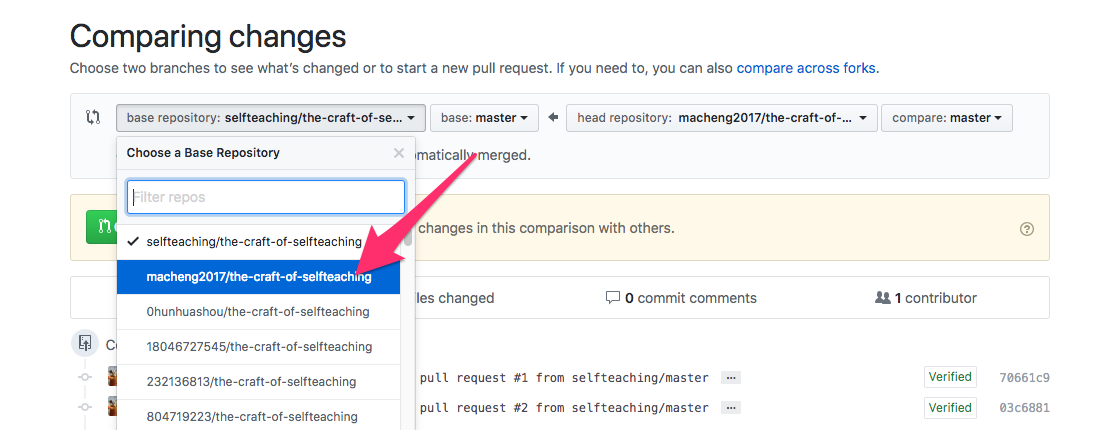 Comparing changes
Choose two branches to see what's changed or to start a new pull request. If you need to, you can also compare across forks.
base repository: selfteaching/the-craft-of-se... base: master head repository: macheng2017/the-craft-of-... compare: master
Choose a Base Repository
omatically merged.
Filter repos
selfteaching/the-craft-of-selfteaching
changes in this comparison with others.
macheng2017/the-craft-of-selfteaching
les changed
0 commit comments
1 contributor
0hunhuashou/the-craft-of-selfteaching
18046727545/the-craft-of-selfteaching
232136813/the-craft-of-selfteaching
pull request #1 from selfteaching/master ... Verified 70661c9
804719223/the-craft-of-selfteaching
pull request #2 from selfteaching/master ... Verified 03c6881